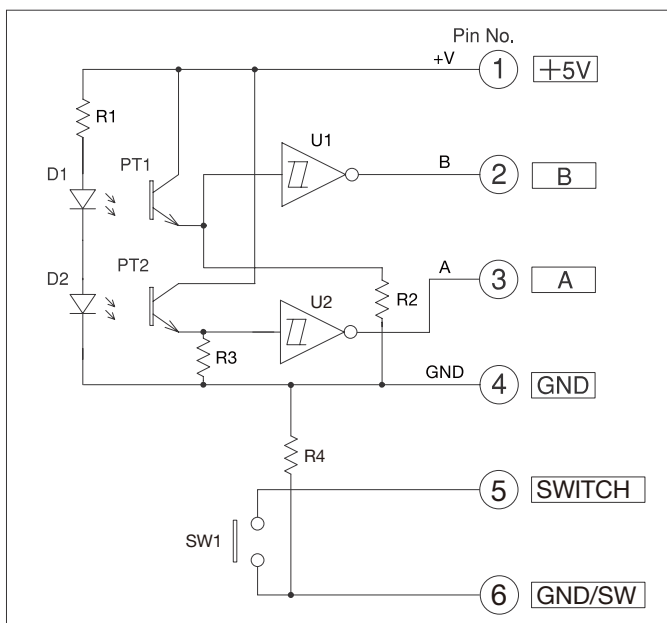 Pin No.
+V 1 +5V
R1
U1
D1 PT1
B 2 B
D2 PT2
A 3 A
U2 R2
R3
GND 4 GND
R4
5 SWITCH
SW1
6 GND/SW